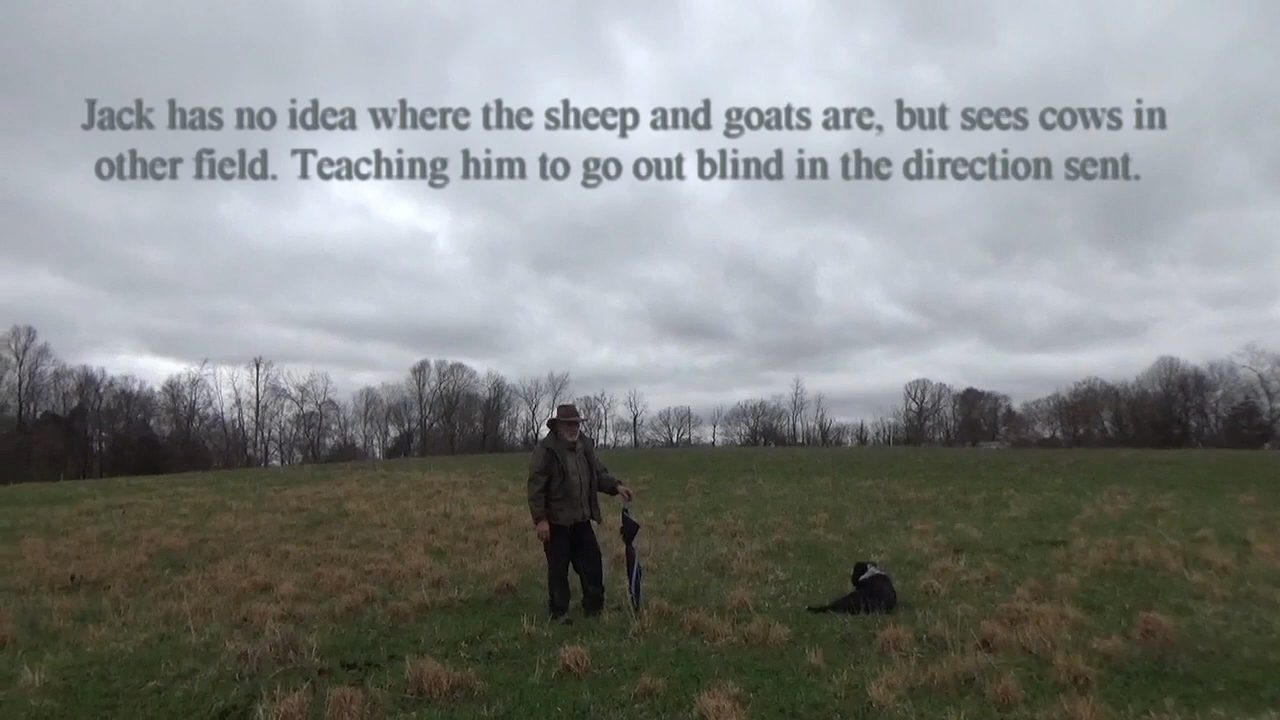 Jack has no idea where the sheep and goats are, but sees cows in
other field. Teaching him to go out blind in the direction sent.